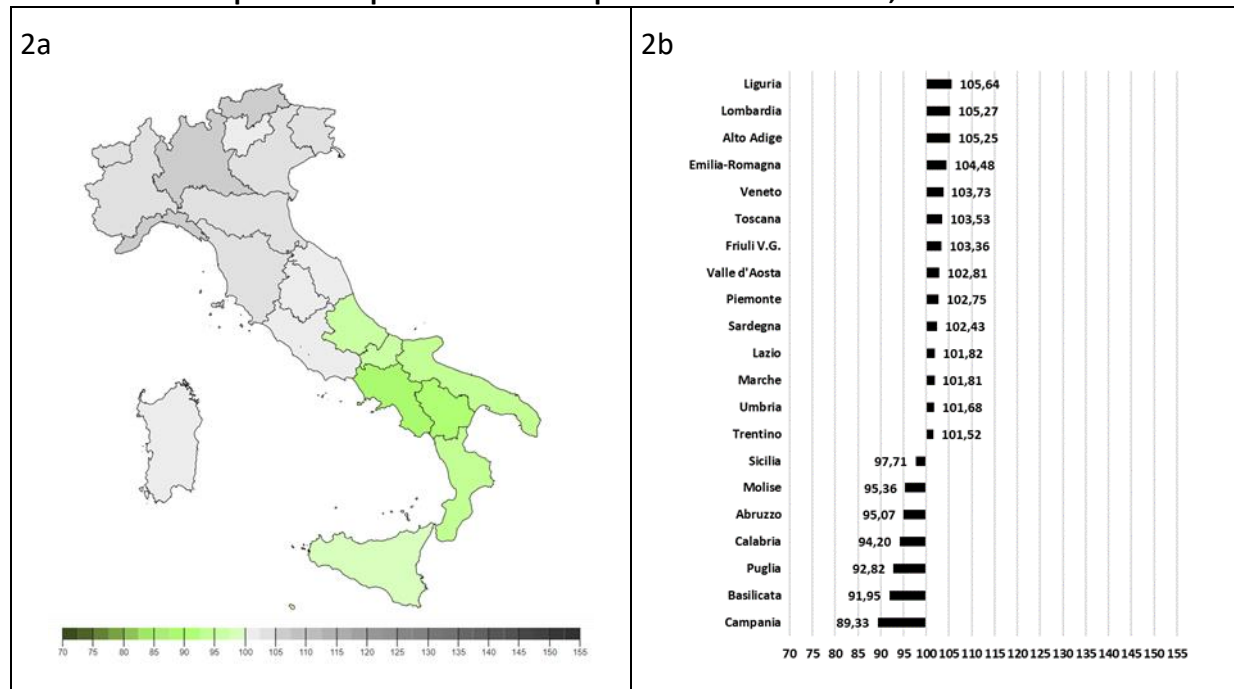 2a
70 75 80 85 90 95 100 105 110 115 120 125 130 135 140 145 150 155
2b
Liguria 105,64
Lombardia 105,27
Alto Adige 105,25
Emilia-Romagna 104,48
Veneto 103,73
Toscana 103,53
Friuli V.G. 103,36
Valle d'Aosta 102,81
Piemonte 102,75
Sardegna 102,43
Lazio 101,82
Marche 101,81
Umbria 101,68
Trentino 101,52
Sicilia 97,71
Molise 95,36
Abruzzo 95,07
Calabria 94,20
Puglia 92,82
Basilicata 91,95
Campania 89,33
70 75 80 85 90 95 100 105 110 115 120 125 130 135 140 145 150 155